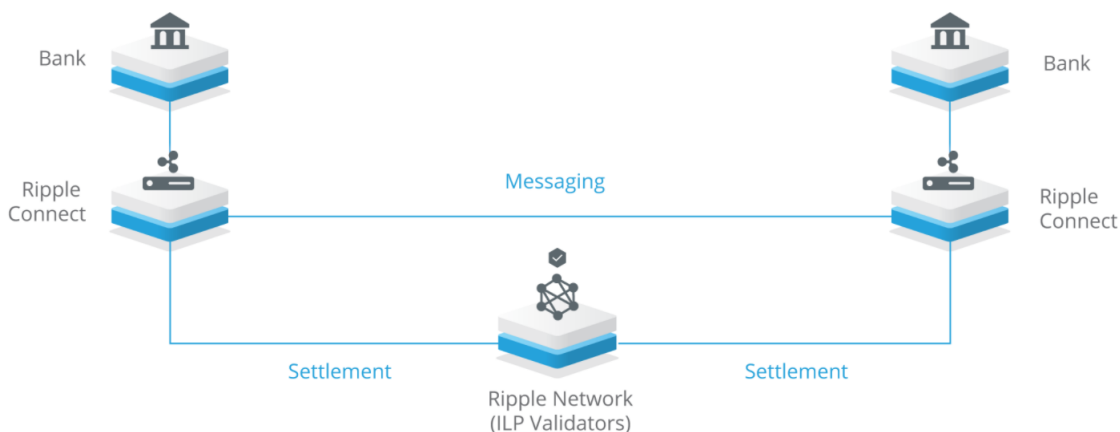 Bank
Bank
Ripple
Connect
Messaging
Ripple
Connect
Settlement
Settlement
Ripple Network
(ILP Validators)